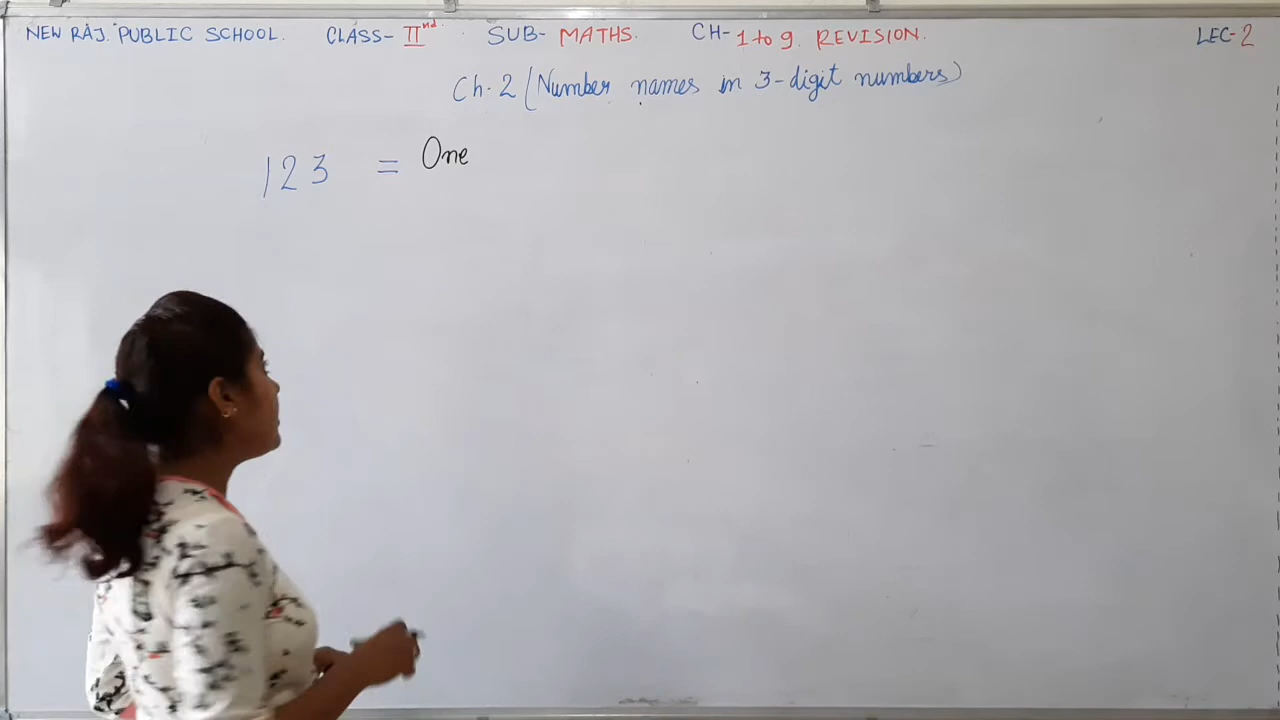 NEW RAJ. PUBLIC SCHOOL. CLASS- IInd. SUB- MATHS. CH- 1 to 9 REVISION. LEC-2
Ch. 2 (Number names in 3-digit numbers)
123 = One